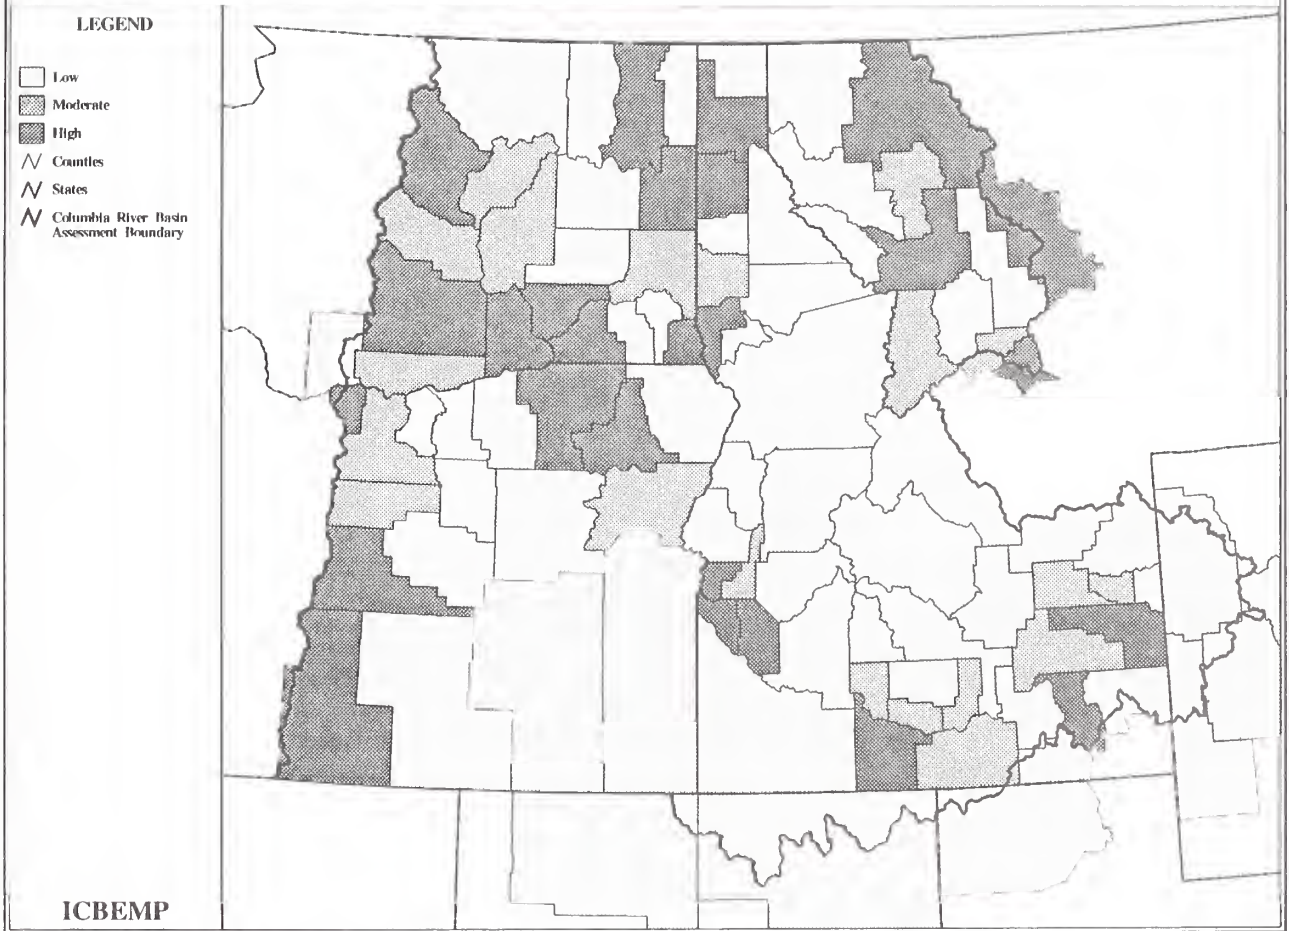 LEGEND
Low
Moderate
High
Counties
States
Columbia River Basin
Assessment Boundary
ICBEMP